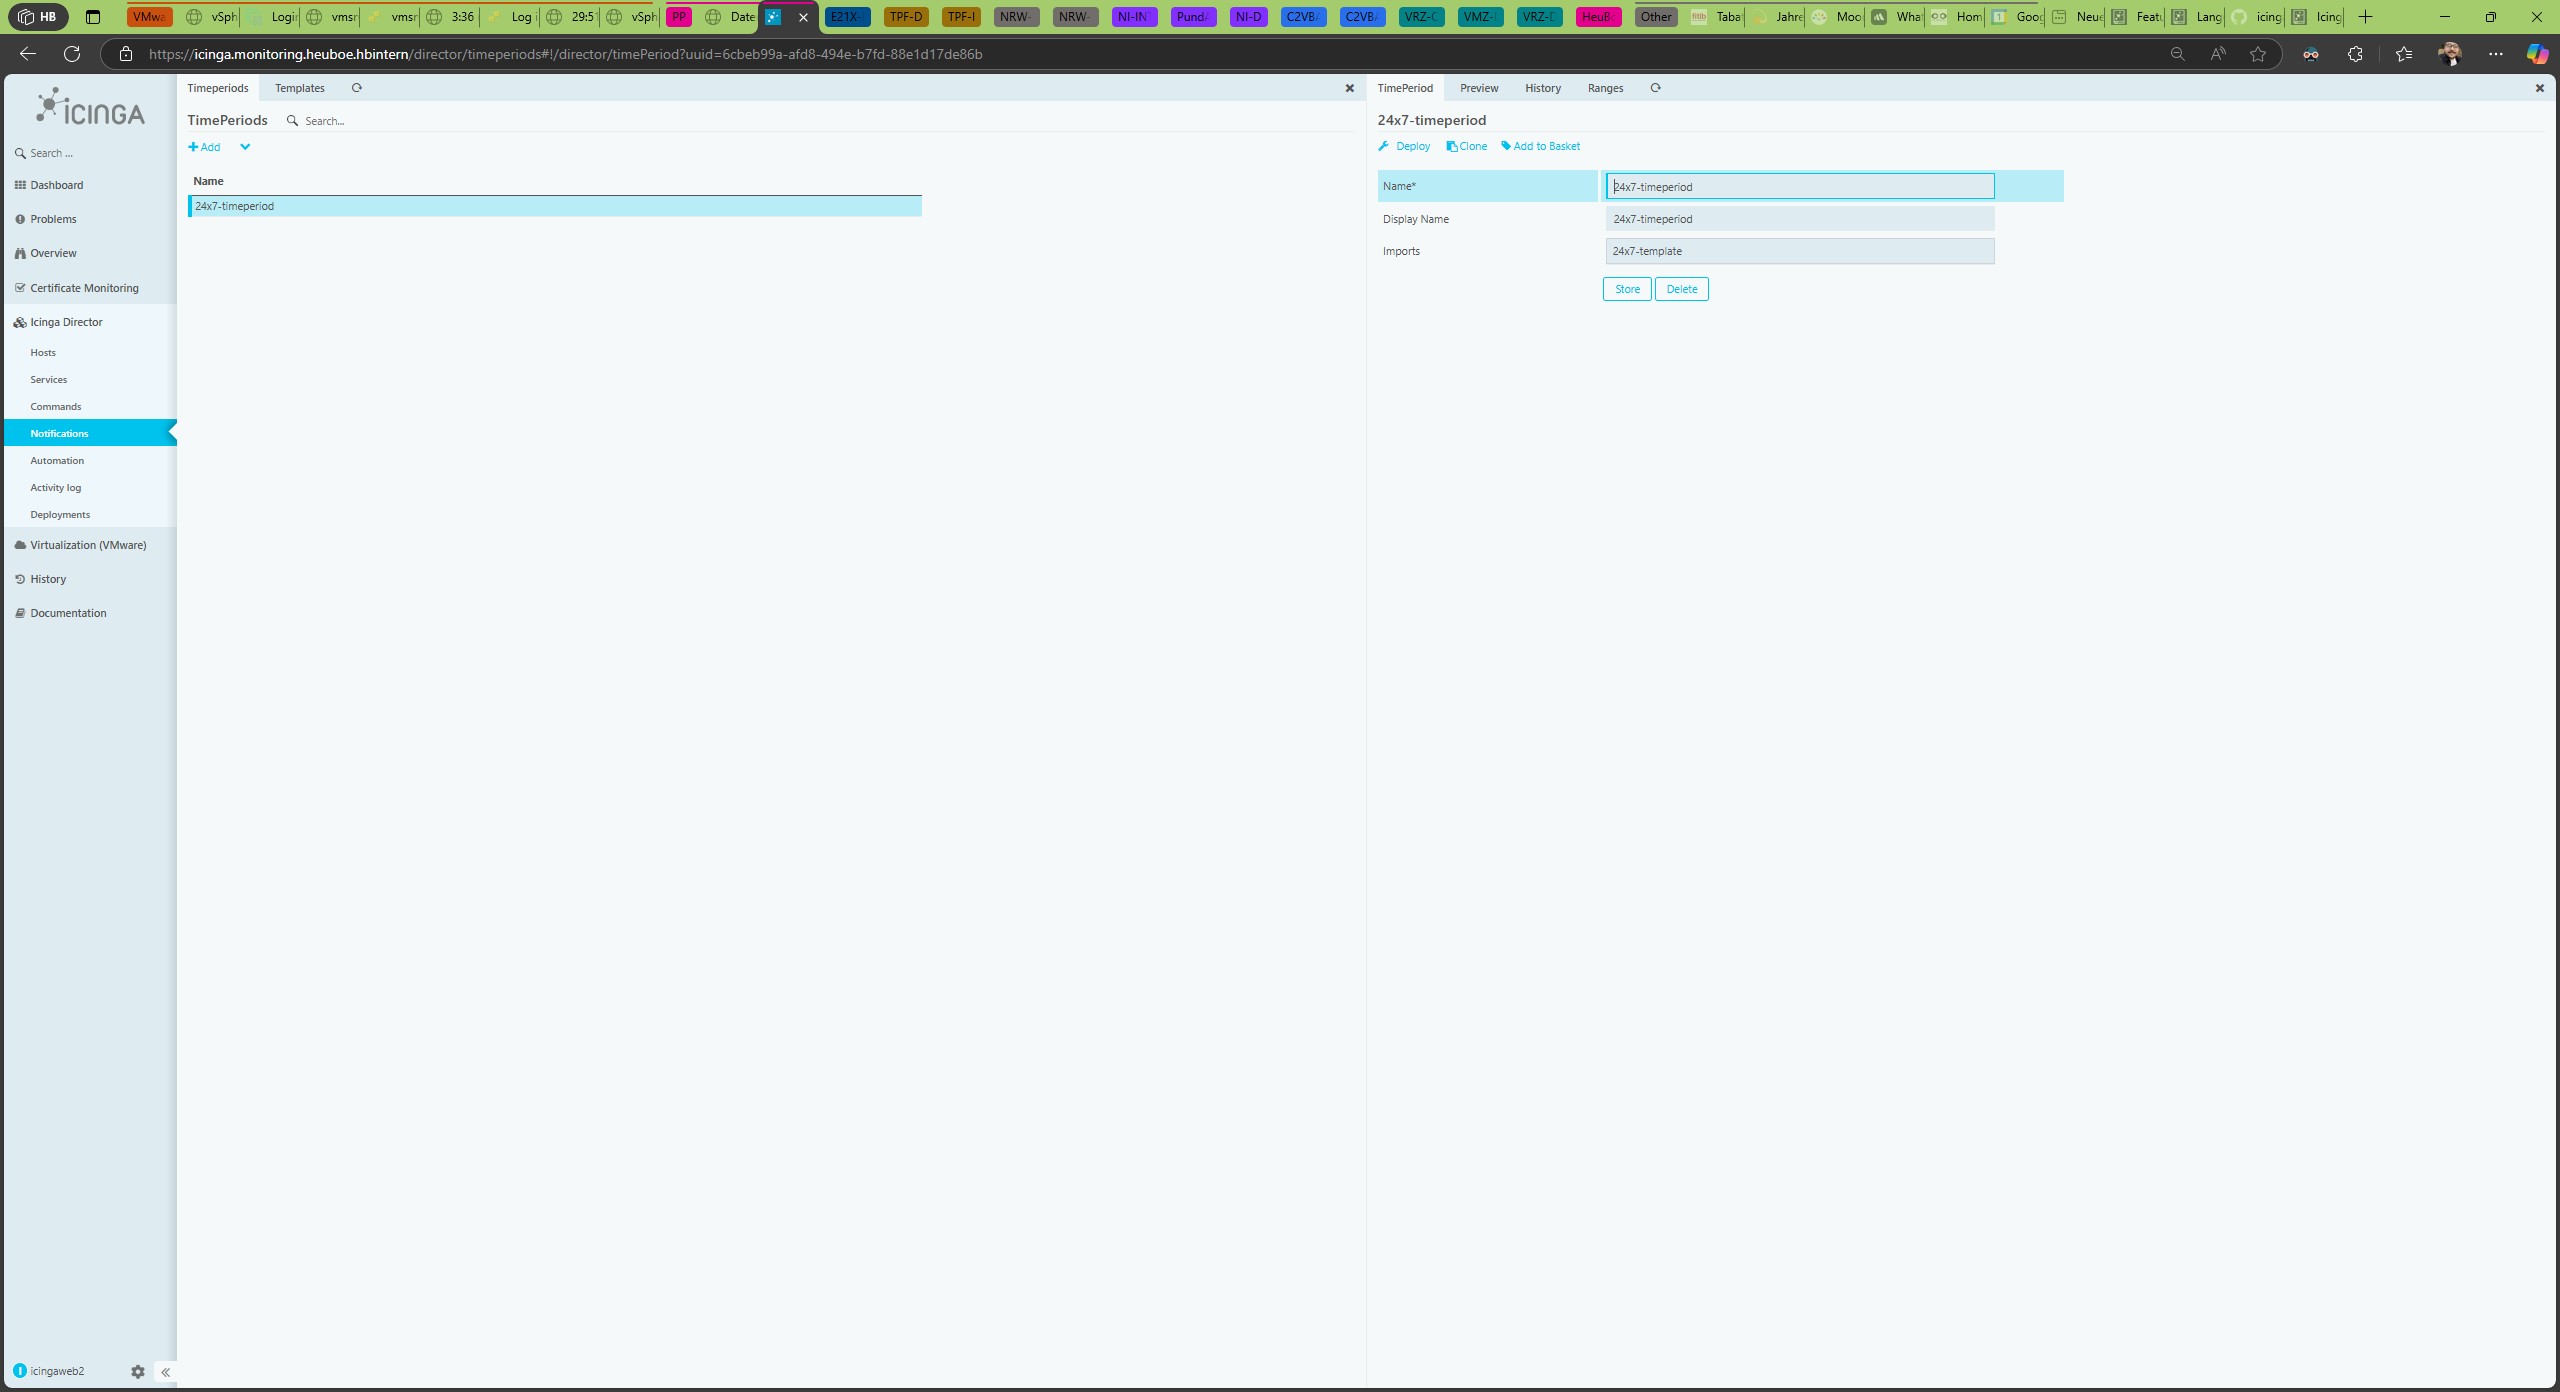 HB
VMwa
vSph
Logi
vmsr
vmsr
3:36
Log i
29:5
vSph
PP
Date
E21X-
TPF-D
TPF-I
NRW-
NRW-
NI-IN
Pund
NI-D
C2VB
C2VB
VRZ-C
VMZ-
VRZ-D
HeuB
Other
Taba
Jahre
Moo
Wha
Hom
Goog
Neue
Featu
Lang
icing
Icing
https://icinga.monitoring.heuboe.hbintern/director/timeperiods#!/director/timePeriod?uuid=6cbeb99a-afd8-494e-b7fd-88e1d17de86b
ICINGA
Search ...
Dashboard
Problems
Overview
Certificate Monitoring
Icinga Director
Hosts
Services
Commands
Notifications
Automation
Activity log
Deployments
Virtualization (VMware)
History
Documentation
icingaweb2
Timeperiods
Templates
TimePeriods
Search...
Add
Name
24x7-timeperiod
TimePeriod
Preview
History
Ranges
24x7-timeperiod
Deploy
Clone
Add to Basket
Name*
24x7-timeperiod
Display Name
24x7-timeperiod
Imports
24x7-template
Store
Delete